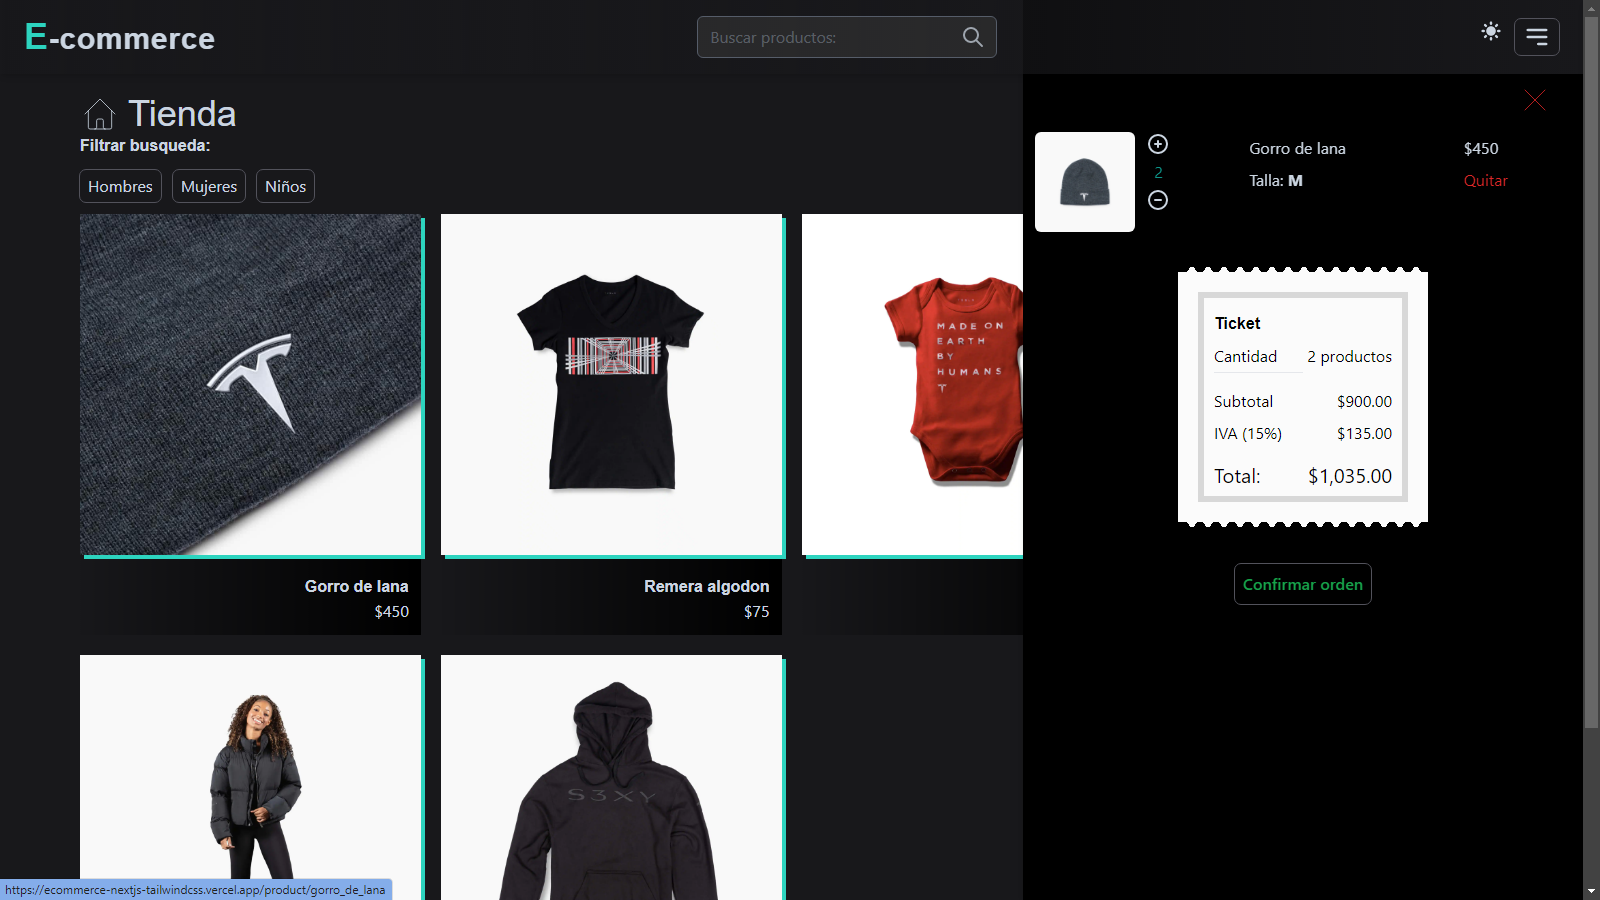 E-commerce
Buscar productos:
Tienda
Filtrar busqueda:
Hombres
Mujeres
Niños
MADE ON
EARTH
BY
HUMANS
Gorro de lana
$450
Remera algodon
$75
S3XY
2
Gorro de lana
$450
Talla: M
Quitar
Ticket
Cantidad 2 productos
Subtotal $900.00
IVA (15%) $135.00
Total: $1,035.00
Confirmar orden
https://ecommerce-nextjs-tailwindcss.vercel.app/product/gorro_de_lana